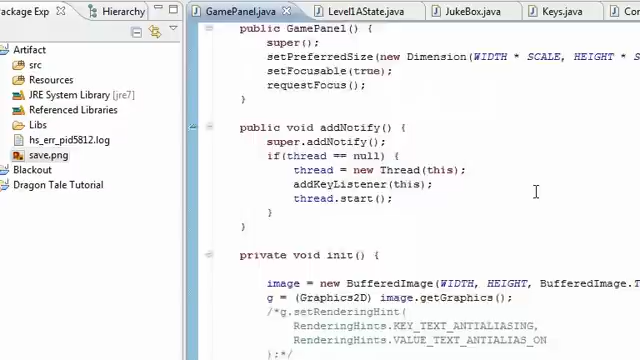 Package Exp
Hierarchy
Artifact
src
Resources
JRE System Library [jre7]
Referenced Libraries
Libs
hs_err_pid5812.log
save.png
Blackout
Dragon Tale Tutorial
GamePanel.java
Level1AState.java
JukeBox.java
Keys.java
public GamePanel() {
super();
setPreferredSize(new Dimension(WIDTH * SCALE, HEIGHT * S
setFocusable(true);
requestFocus();
}
public void addNotify() {
super.addNotify();
if(thread == null) {
thread = new Thread(this);
addKeyListener(this);
thread.start();
}
}
private void init() {
image = new BufferedImage(WIDTH, HEIGHT, BufferedImage.T
g = (Graphics2D) image.getGraphics();
/*g.setRenderingHint(
RenderingHints.KEY_TEXT_ANTIALIASING,
RenderingHints.VALUE_TEXT_ANTIALIAS_ON
);*/